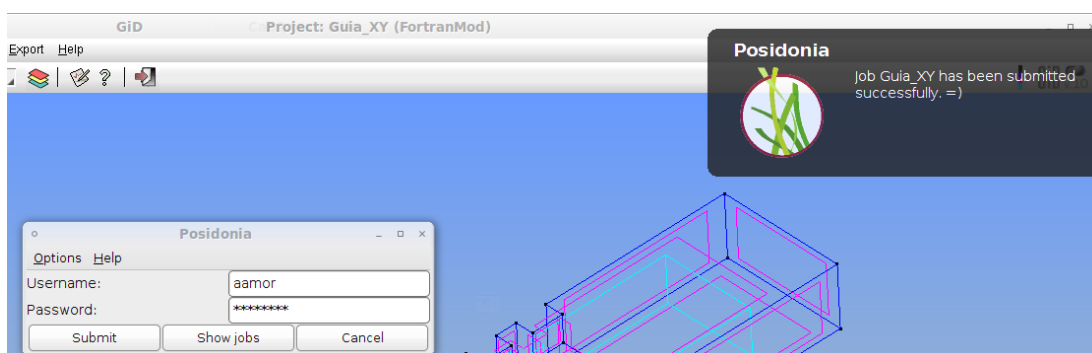 GiD
Project: Guia_XY (FortranMod)
Export Help
Posidonia
Job Guia_XY has been submitted
successfully. =)
Posidonia
Options Help
Username: aamor
Password: ********
Submit Show jobs Cancel